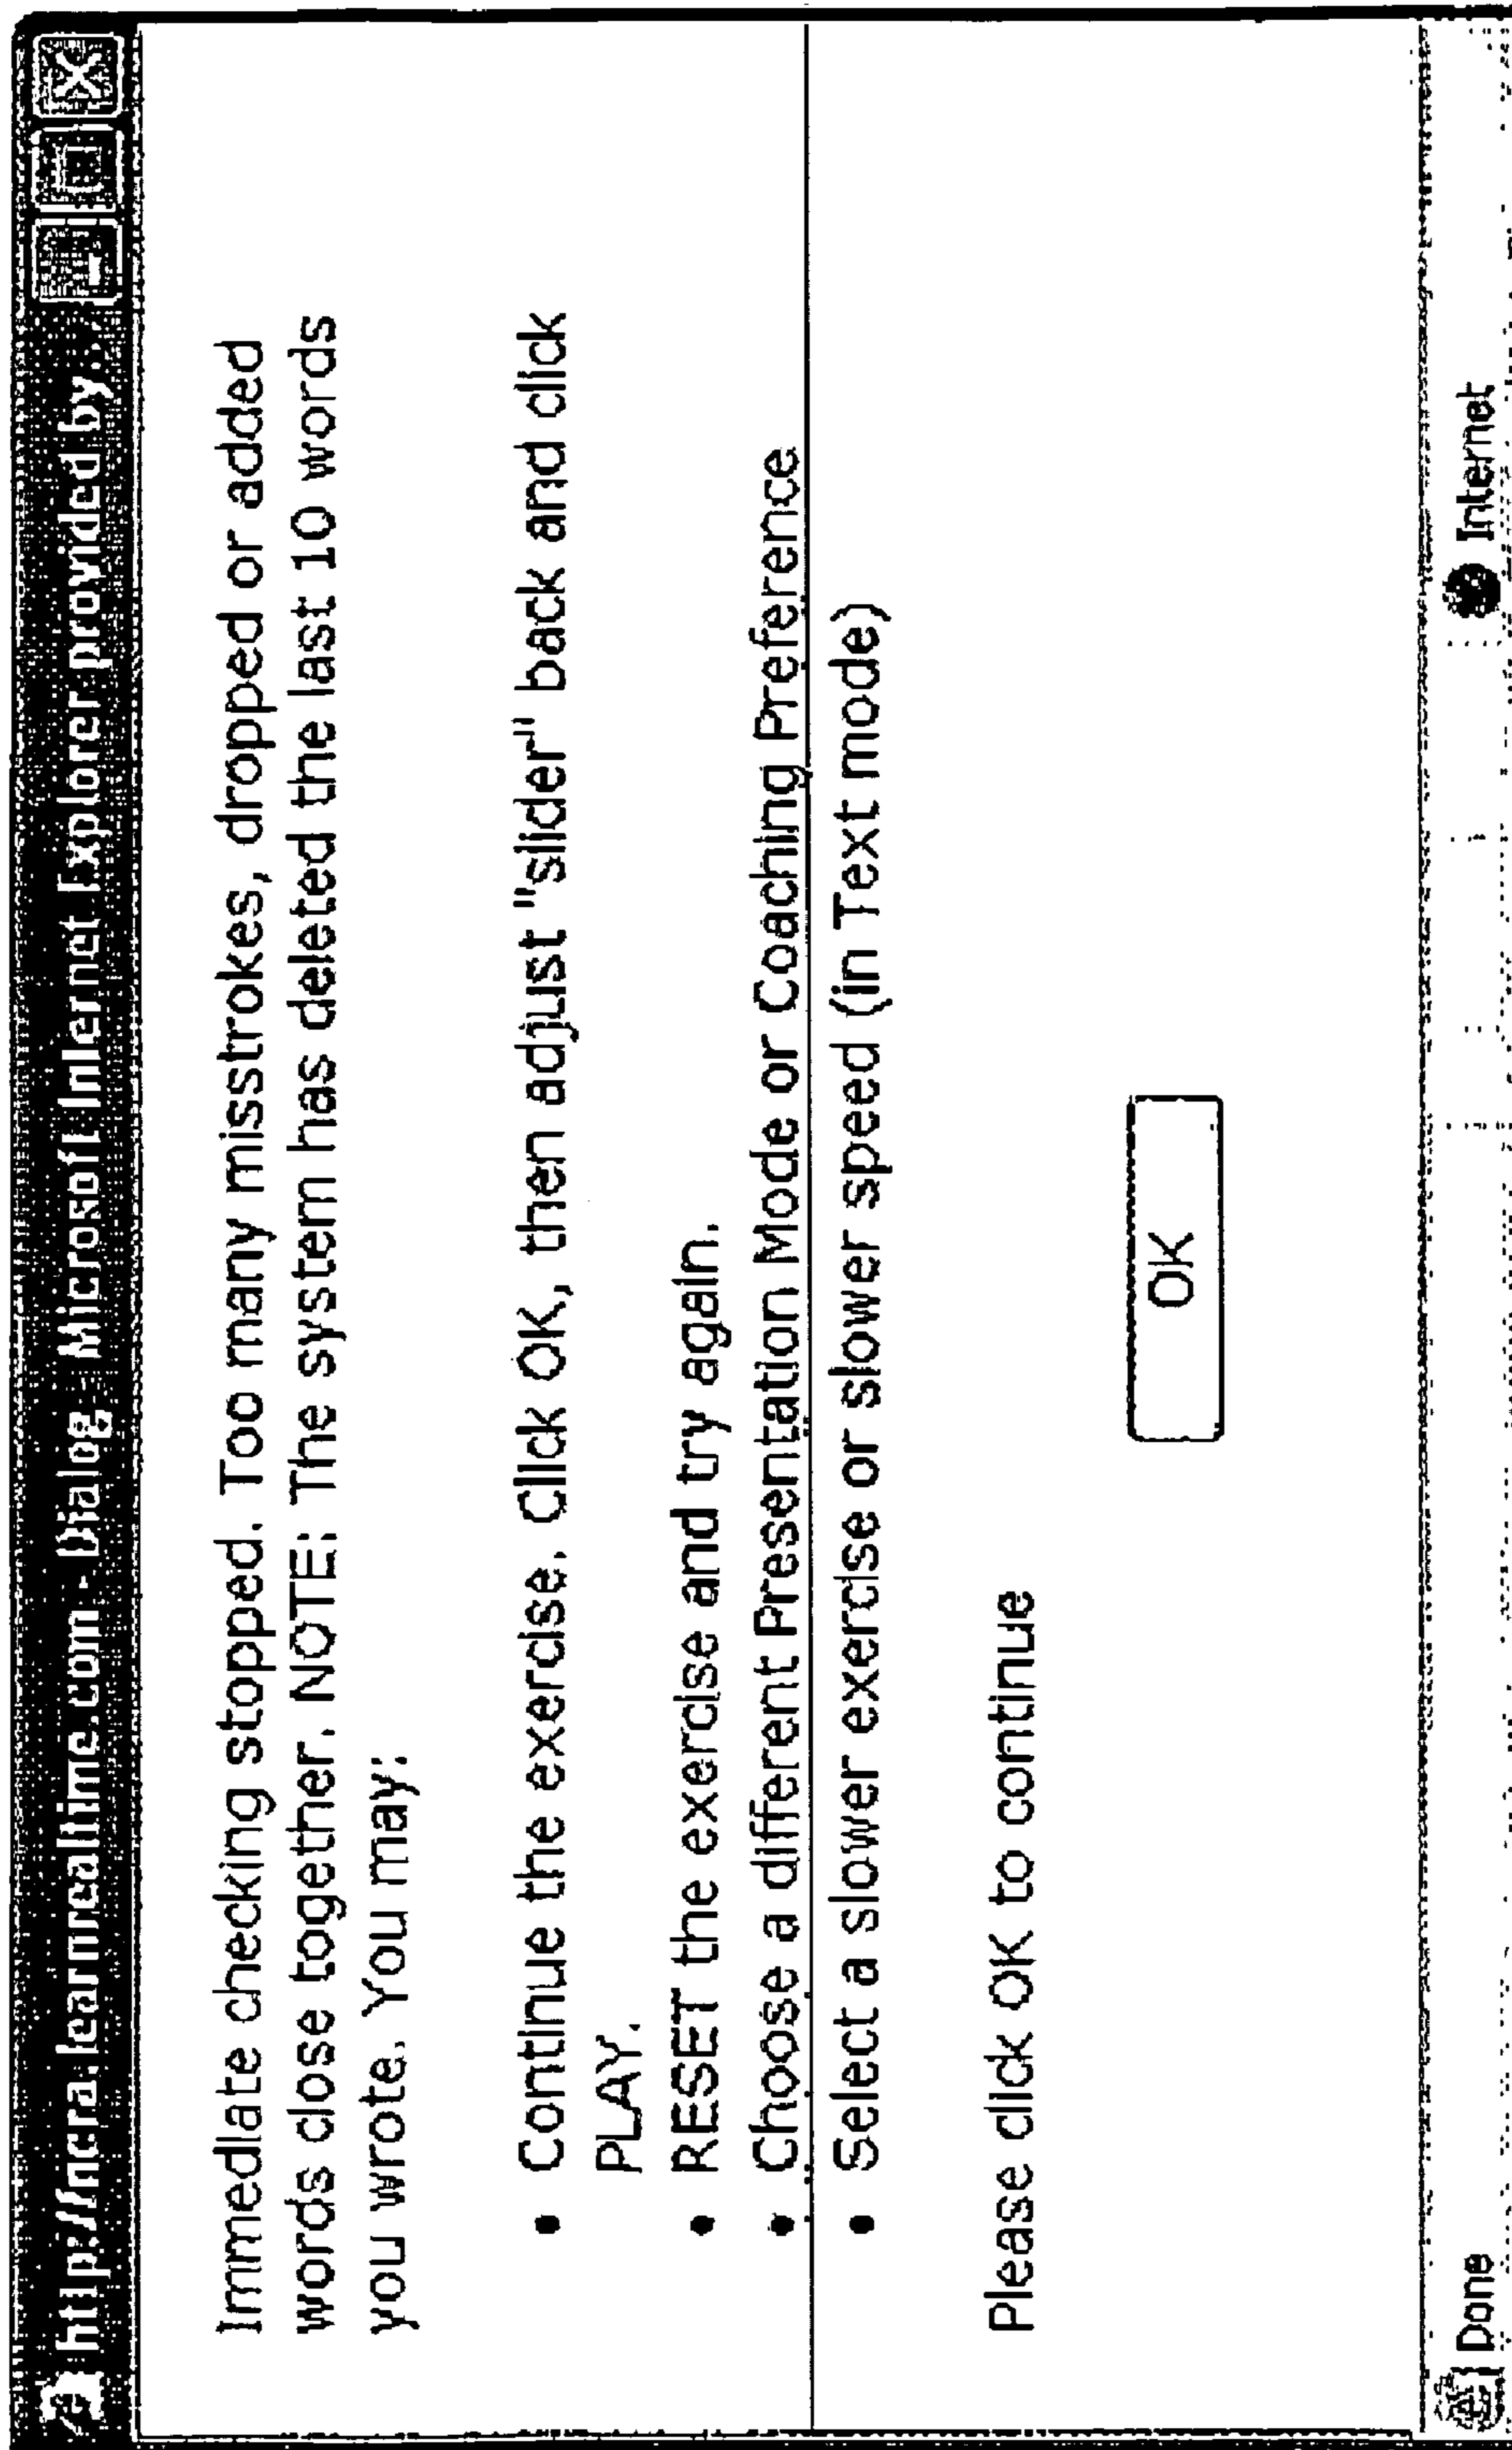 http://ncra.learnrealtime.com - Dialog - Microsoft Internet Explorer provided by
Immediate checking stopped. Too many misstrokes, dropped or added
words close together. NOTE: The system has deleted the last 10 words
you wrote. You may:
• Continue the exercise. Click OK, then adjust "slider" back and click
PLAY.
• RESET the exercise and try again.
• Choose a different Presentation Mode or Coaching Preference
• Select a slower exercise or slower speed (in Text mode)
Please click OK to continue
OK
Done
Internet